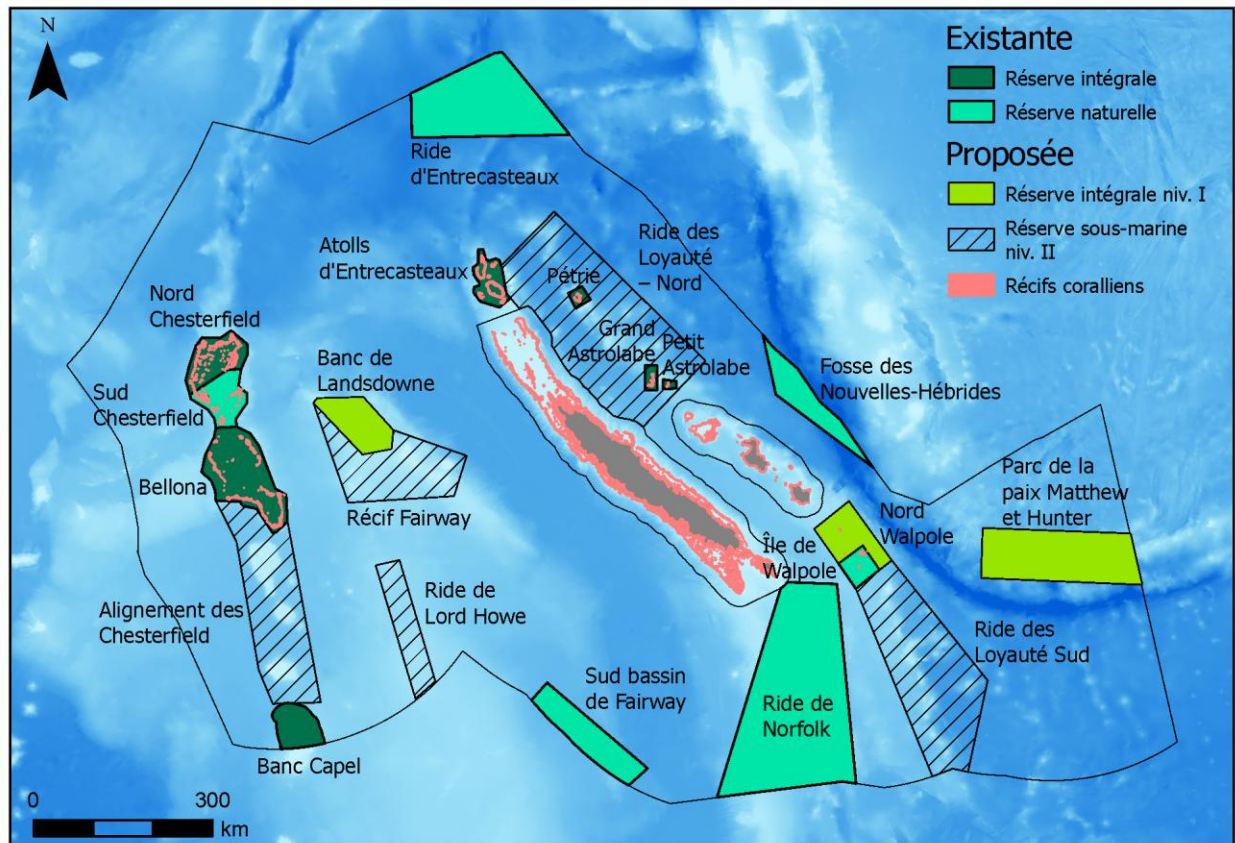 N
Existante
Réserve intégrale
Réserve naturelle
Proposée
Réserve intégrale niv. I
Réserve sous-marine
niv. II
Récifs coralliens
Ride
d'Entrecasteaux
Atolls
d'Entrecasteaux
Ride des
Loyauté
– Nord
Pétrie
Nord
Chesterfield
Grand
Astrolabe
Petit
Astrolabe
Banc de
Landsdowne
Fosse des
Nouvelles-Hébrides
Sud
Chesterfield
Bellona
Récif Fairway
Parc de la
paix Matthew
et Hunter
Nord
Walpole
Île de
Walpole
Alignement des
Chesterfield
Ride de
Lord Howe
Ride des
Loyauté Sud
Sud bassin
de Fairway
Ride de
Norfolk
Banc Capel
0 300
km